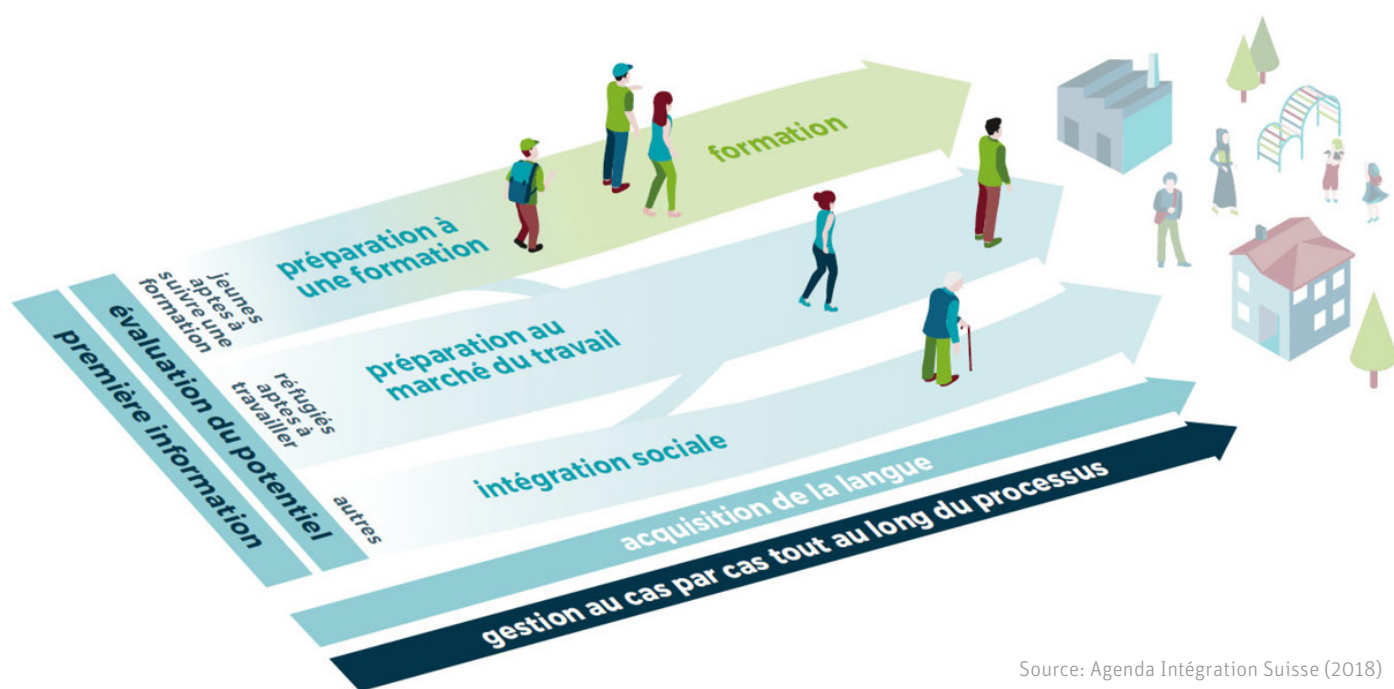 première information
évaluation du potentiel
jeunes
aptes à
suivre une
formation
préparation à
une formation
formation
réfugiés
aptes à
travailler
préparation au
marché du travail
autres
intégration sociale
acquisition de la langue
gestion au cas par cas tout au long du processus
Source: Agenda Intégration Suisse (2018)